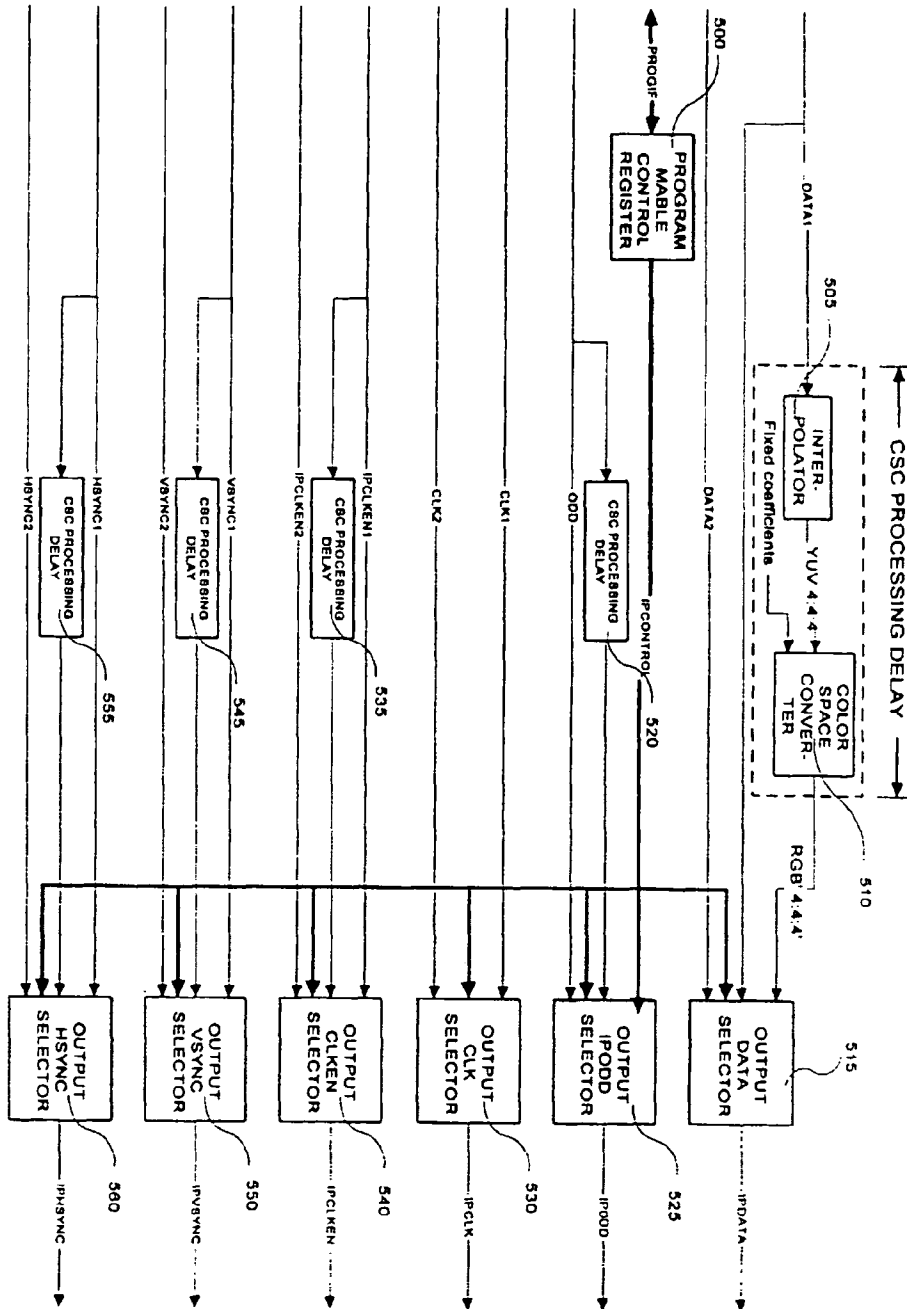 CSC PROCESSING DELAY
DATA1
505
INTER-
POLATOR
YUV 4:4:4
Fixed coefficients
COLOR
SPACE
CONVER-
TER
510
RGB' 4:4:4'
515
OUTPUT
DATA
SELECTOR
IPDATA
DATA2
500
PROGIF
PROGRAM
MABLE
CONTROL
REGISTER
IPCONTROL
520
CSC PROCESSING
DELAY
ODD
OUTPUT
IPODD
SELECTOR
525
IPODD
CLK1
CLK2
OUTPUT
CLK
SELECTOR
530
IPCLK
IPCLKEN1
CSC PROCESSING
DELAY
535
IPCLKEN2
OUTPUT
CLKEN
SELECTOR
540
IPCLKEN
VSYNC1
CSC PROCESSING
DELAY
545
VSYNC2
OUTPUT
VSYNC
SELECTOR
550
IPVSYNC
HSYNC1
CSC PROCESSING
DELAY
555
HSYNC2
OUTPUT
HSYNC
SELECTOR
560
IPHSYNC